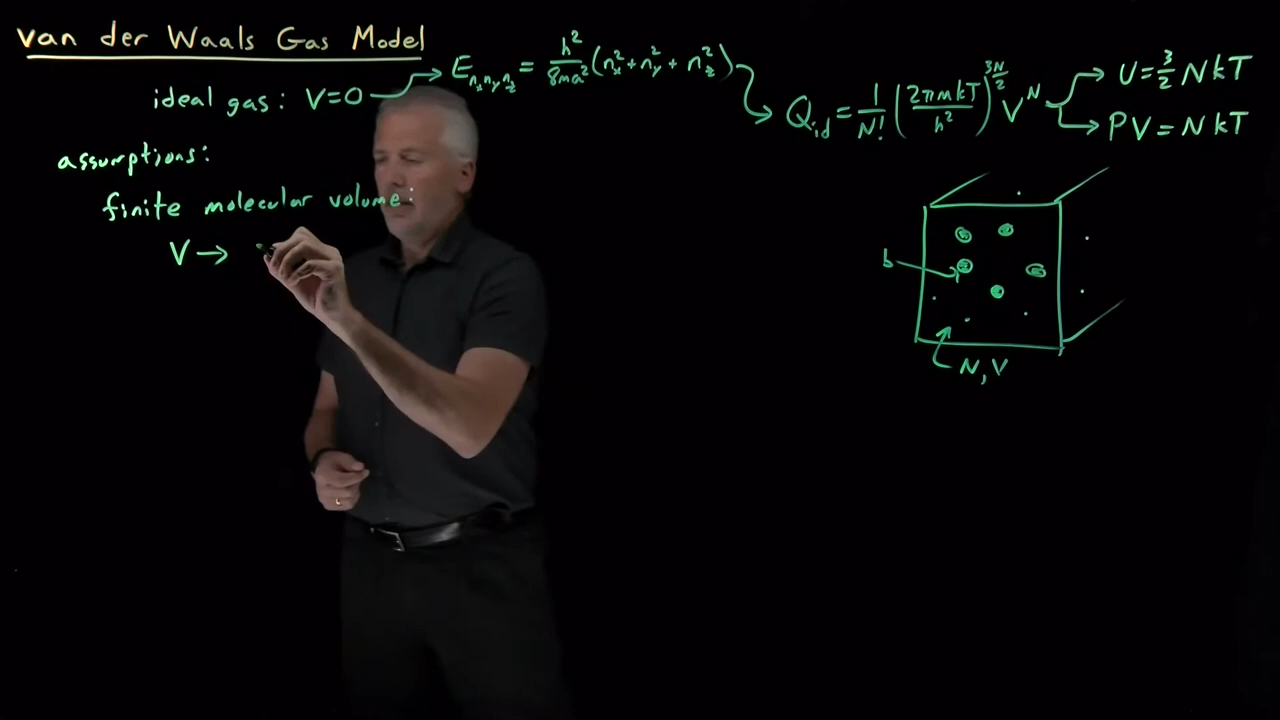 van der Waals Gas Model
ideal gas: V=0 → E_{n_x n_y n_z} = h²/8ma² (n_x² + n_y² + n_z²) → Q_id = 1/N! (2πmkT/h²)^{3N/2} V^N → U = 3/2 NkT
→ PV = NkT
assumptions:
finite molecular volume:
V →
b
N, V